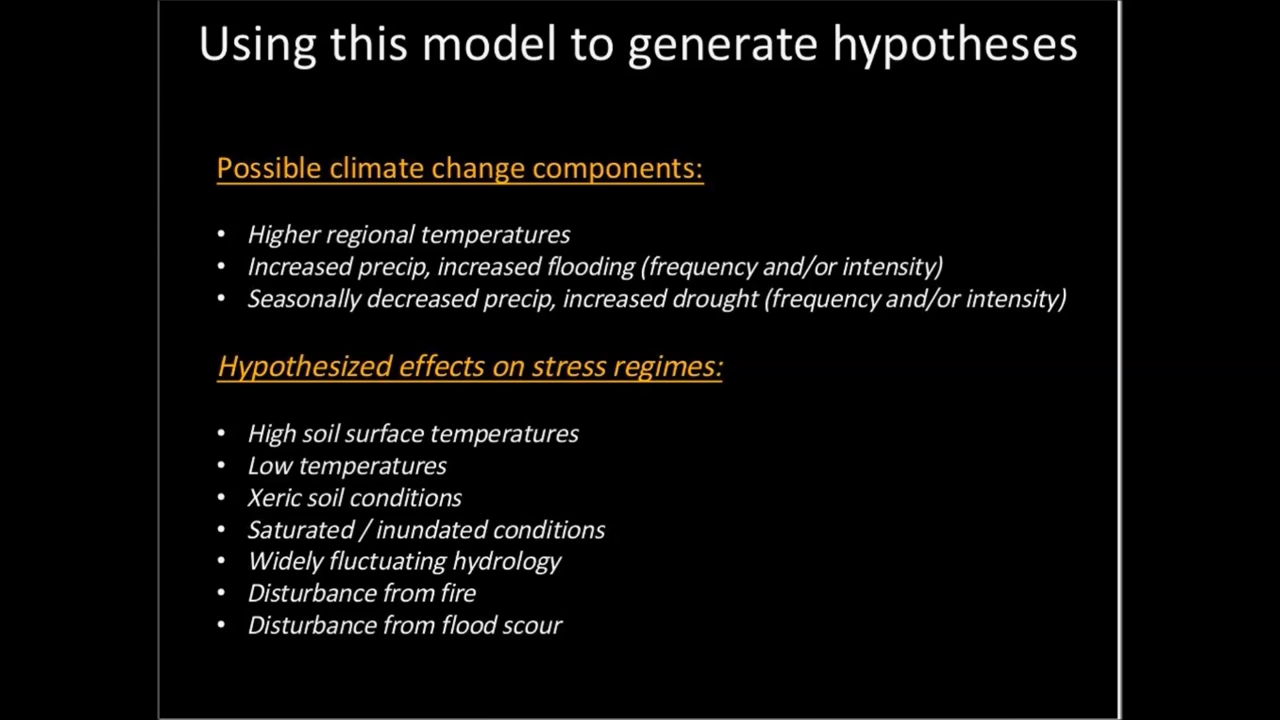 Using this model to generate hypotheses
Possible climate change components:
• Higher regional temperatures
• Increased precip, increased flooding (frequency and/or intensity)
• Seasonally decreased precip, increased drought (frequency and/or intensity)
Hypothesized effects on stress regimes:
• High soil surface temperatures
• Low temperatures
• Xeric soil conditions
• Saturated / inundated conditions
• Widely fluctuating hydrology
• Disturbance from fire
• Disturbance from flood scour